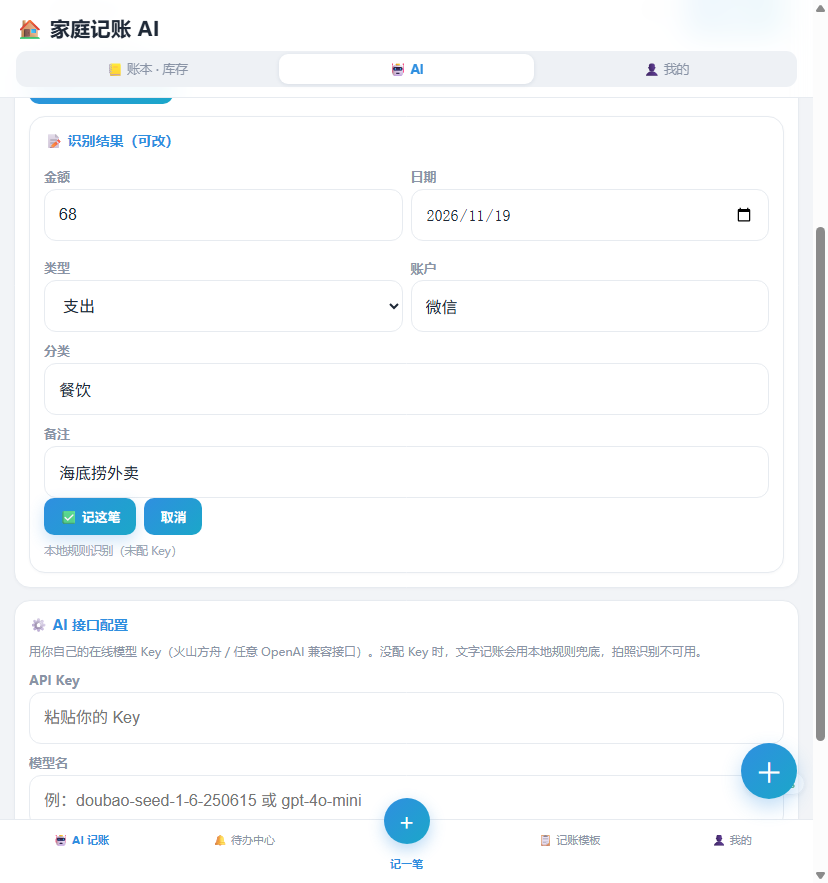 家庭记账 AI
账本 · 库存
AI
我的
识别结果（可改）
金额
日期
68
2026/11/19
类型
账户
支出
微信
分类
餐饮
备注
海底捞外卖
记这笔
取消
本地规则识别（未配 Key）
AI 接口配置
用你自己的在线模型 Key（火山方舟 / 任意 OpenAI 兼容接口）。没配 Key 时，文字记账会用本地规则兜底，拍照识别不可用。
API Key
粘贴你的 Key
模型名
例：doubao-seed-1-6-250615 或 gpt-4o-mini
+
AI 记账
待办中心
+
记一笔
记账模板
我的